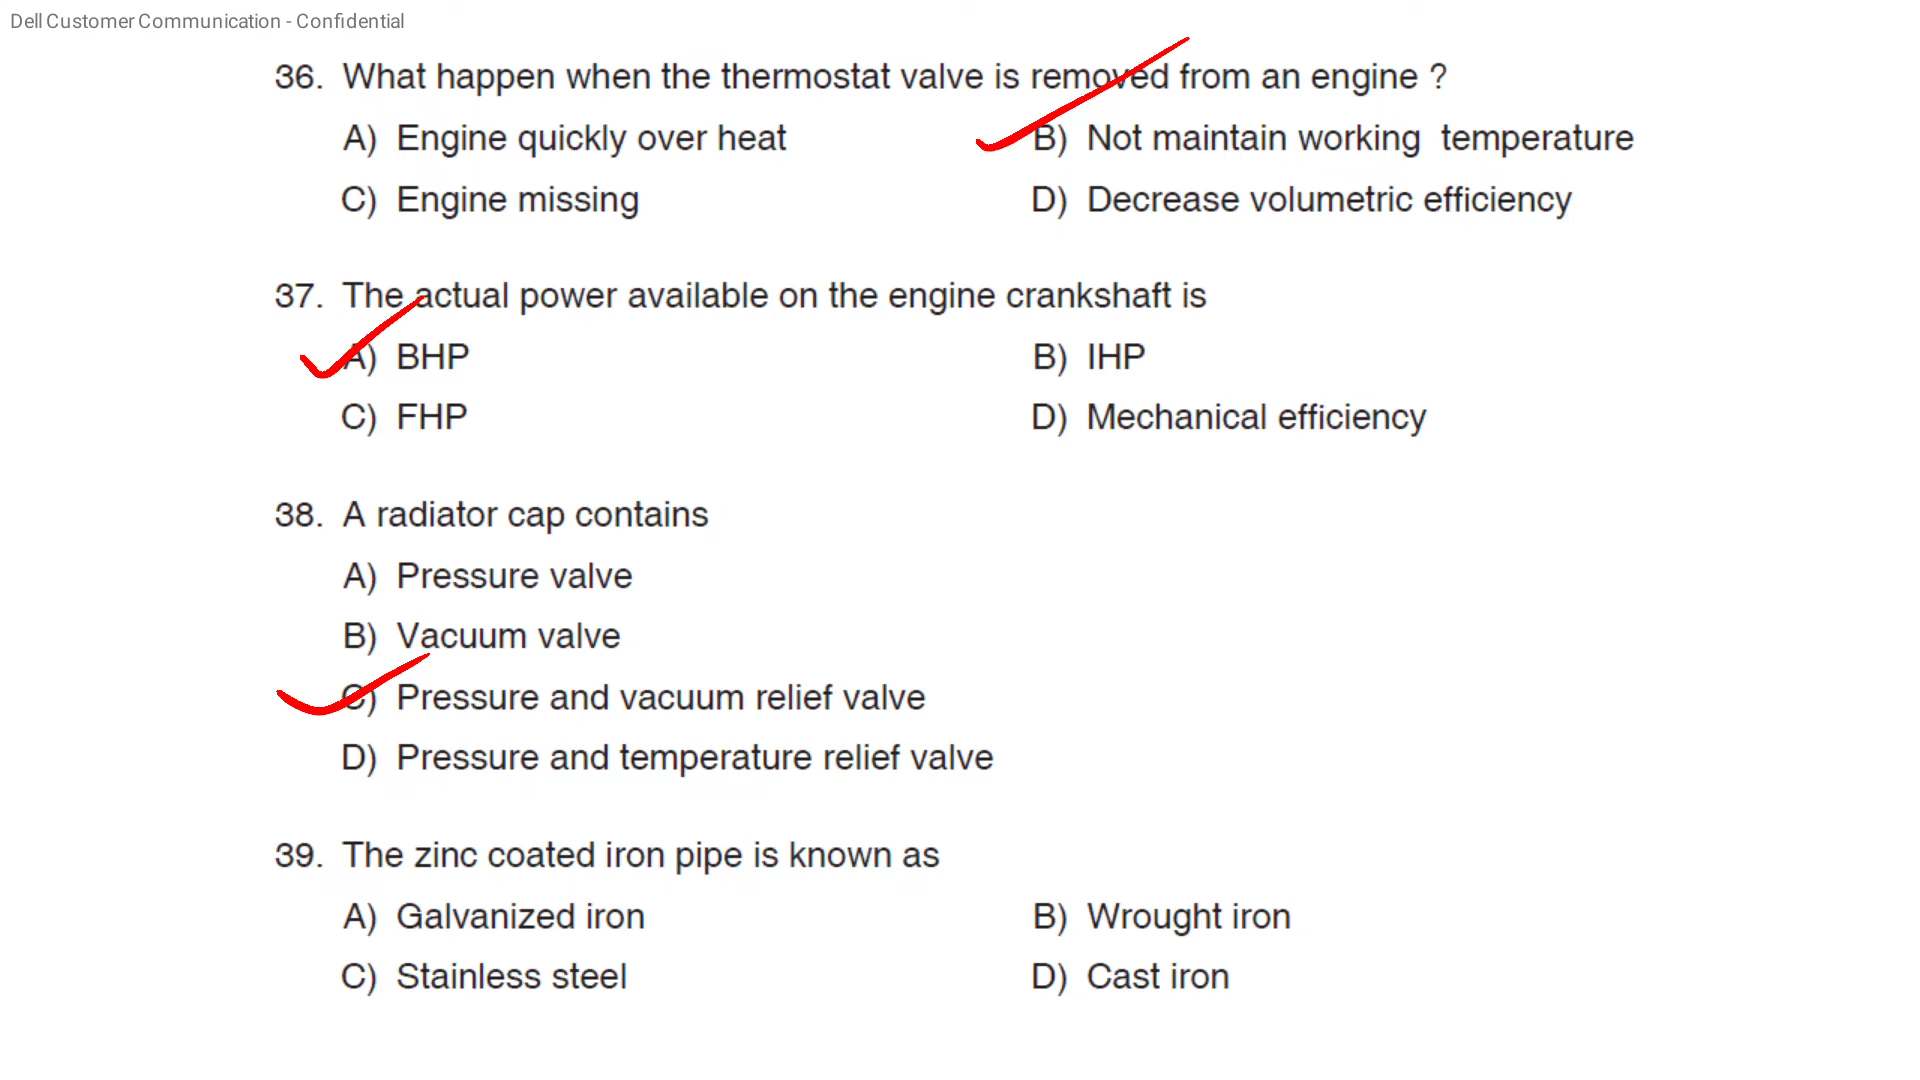 Dell Customer Communication - Confidential
36. What happen when the thermostat valve is removed from an engine ?
A) Engine quickly over heat B) Not maintain working temperature
C) Engine missing D) Decrease volumetric efficiency
37. The actual power available on the engine crankshaft is
A) BHP B) IHP
C) FHP D) Mechanical efficiency
38. A radiator cap contains
A) Pressure valve
B) Vacuum valve
C) Pressure and vacuum relief valve
D) Pressure and temperature relief valve
39. The zinc coated iron pipe is known as
A) Galvanized iron B) Wrought iron
C) Stainless steel D) Cast iron